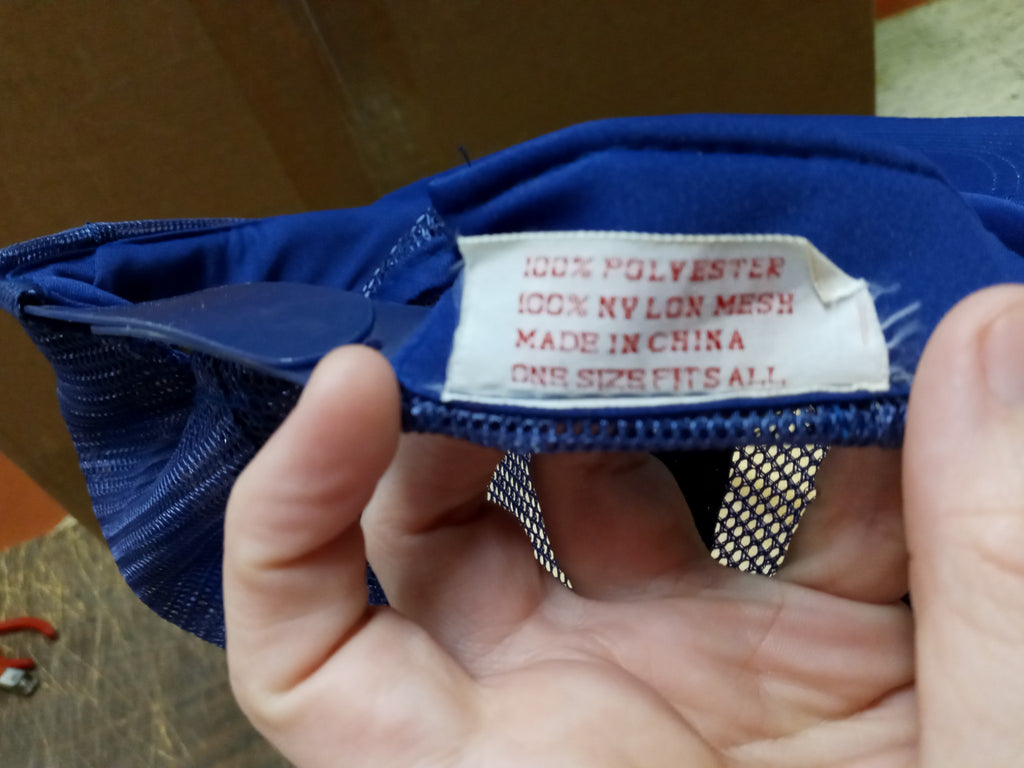 100% POLYESTER
100% NYLON MESH
MADE IN CHINA
ONE SIZE FITS ALL